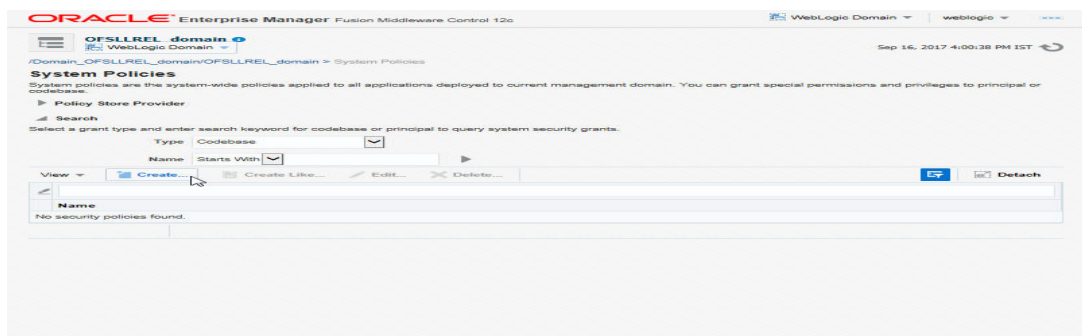 ORACLE Enterprise Manager Fusion Middleware Control 12c WebLogic Domain weblogic
OFSLLREL_domain
WebLogic Domain Sep 16, 2017 4:00:38 PM IST
/Domain_OFSLLREL_domain/OFSLLREL_domain > System Policies
System Policies
System policies are the system-wide policies applied to all applications deployed to current management domain. You can grant special permissions and privileges to principal or
codebase.
Policy Store Provider
Search
Select a grant type and enter search keyword for codebase or principal to query system security grants.
Type Codebase
Name Starts With
View Create... Create Like... Edit... Delete... Detach
Name
No security policies found.